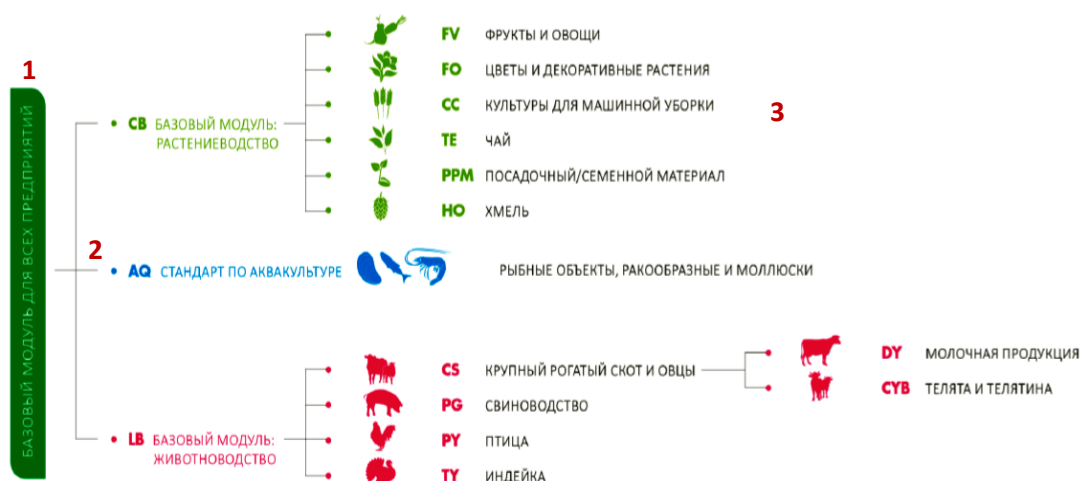 1
БАЗОВЫЙ МОДУЛЬ ДЛЯ ВСЕХ ПРЕДПРИЯТИЙ
2
3
CB БАЗОВЫЙ МОДУЛЬ:
РАСТЕНИЕВОДСТВО
FV ФРУКТЫ И ОВОЩИ
FO ЦВЕТЫ И ДЕКОРАТИВНЫЕ РАСТЕНИЯ
CC КУЛЬТУРЫ ДЛЯ МАШИННОЙ УБОРКИ
TE ЧАЙ
PPM ПОСАДОЧНЫЙ/СЕМЕННОЙ МАТЕРИАЛ
HO ХМЕЛЬ
AQ СТАНДАРТ ПО АКВАКУЛЬТУРЕ
РЫБНЫЕ ОБЪЕКТЫ, РАКООБРАЗНЫЕ И МОЛЛЮСКИ
LB БАЗОВЫЙ МОДУЛЬ:
ЖИВОТНОВОДСТВО
CS КРУПНЫЙ РОГАТЫЙ СКОТ И ОВЦЫ
DY МОЛОЧНАЯ ПРОДУКЦИЯ
CYB ТЕЛЯТА И ТЕЛЯТИНА
PG СВИНОВОДСТВО
PY ПТИЦА
TY ИНДЕЙКА